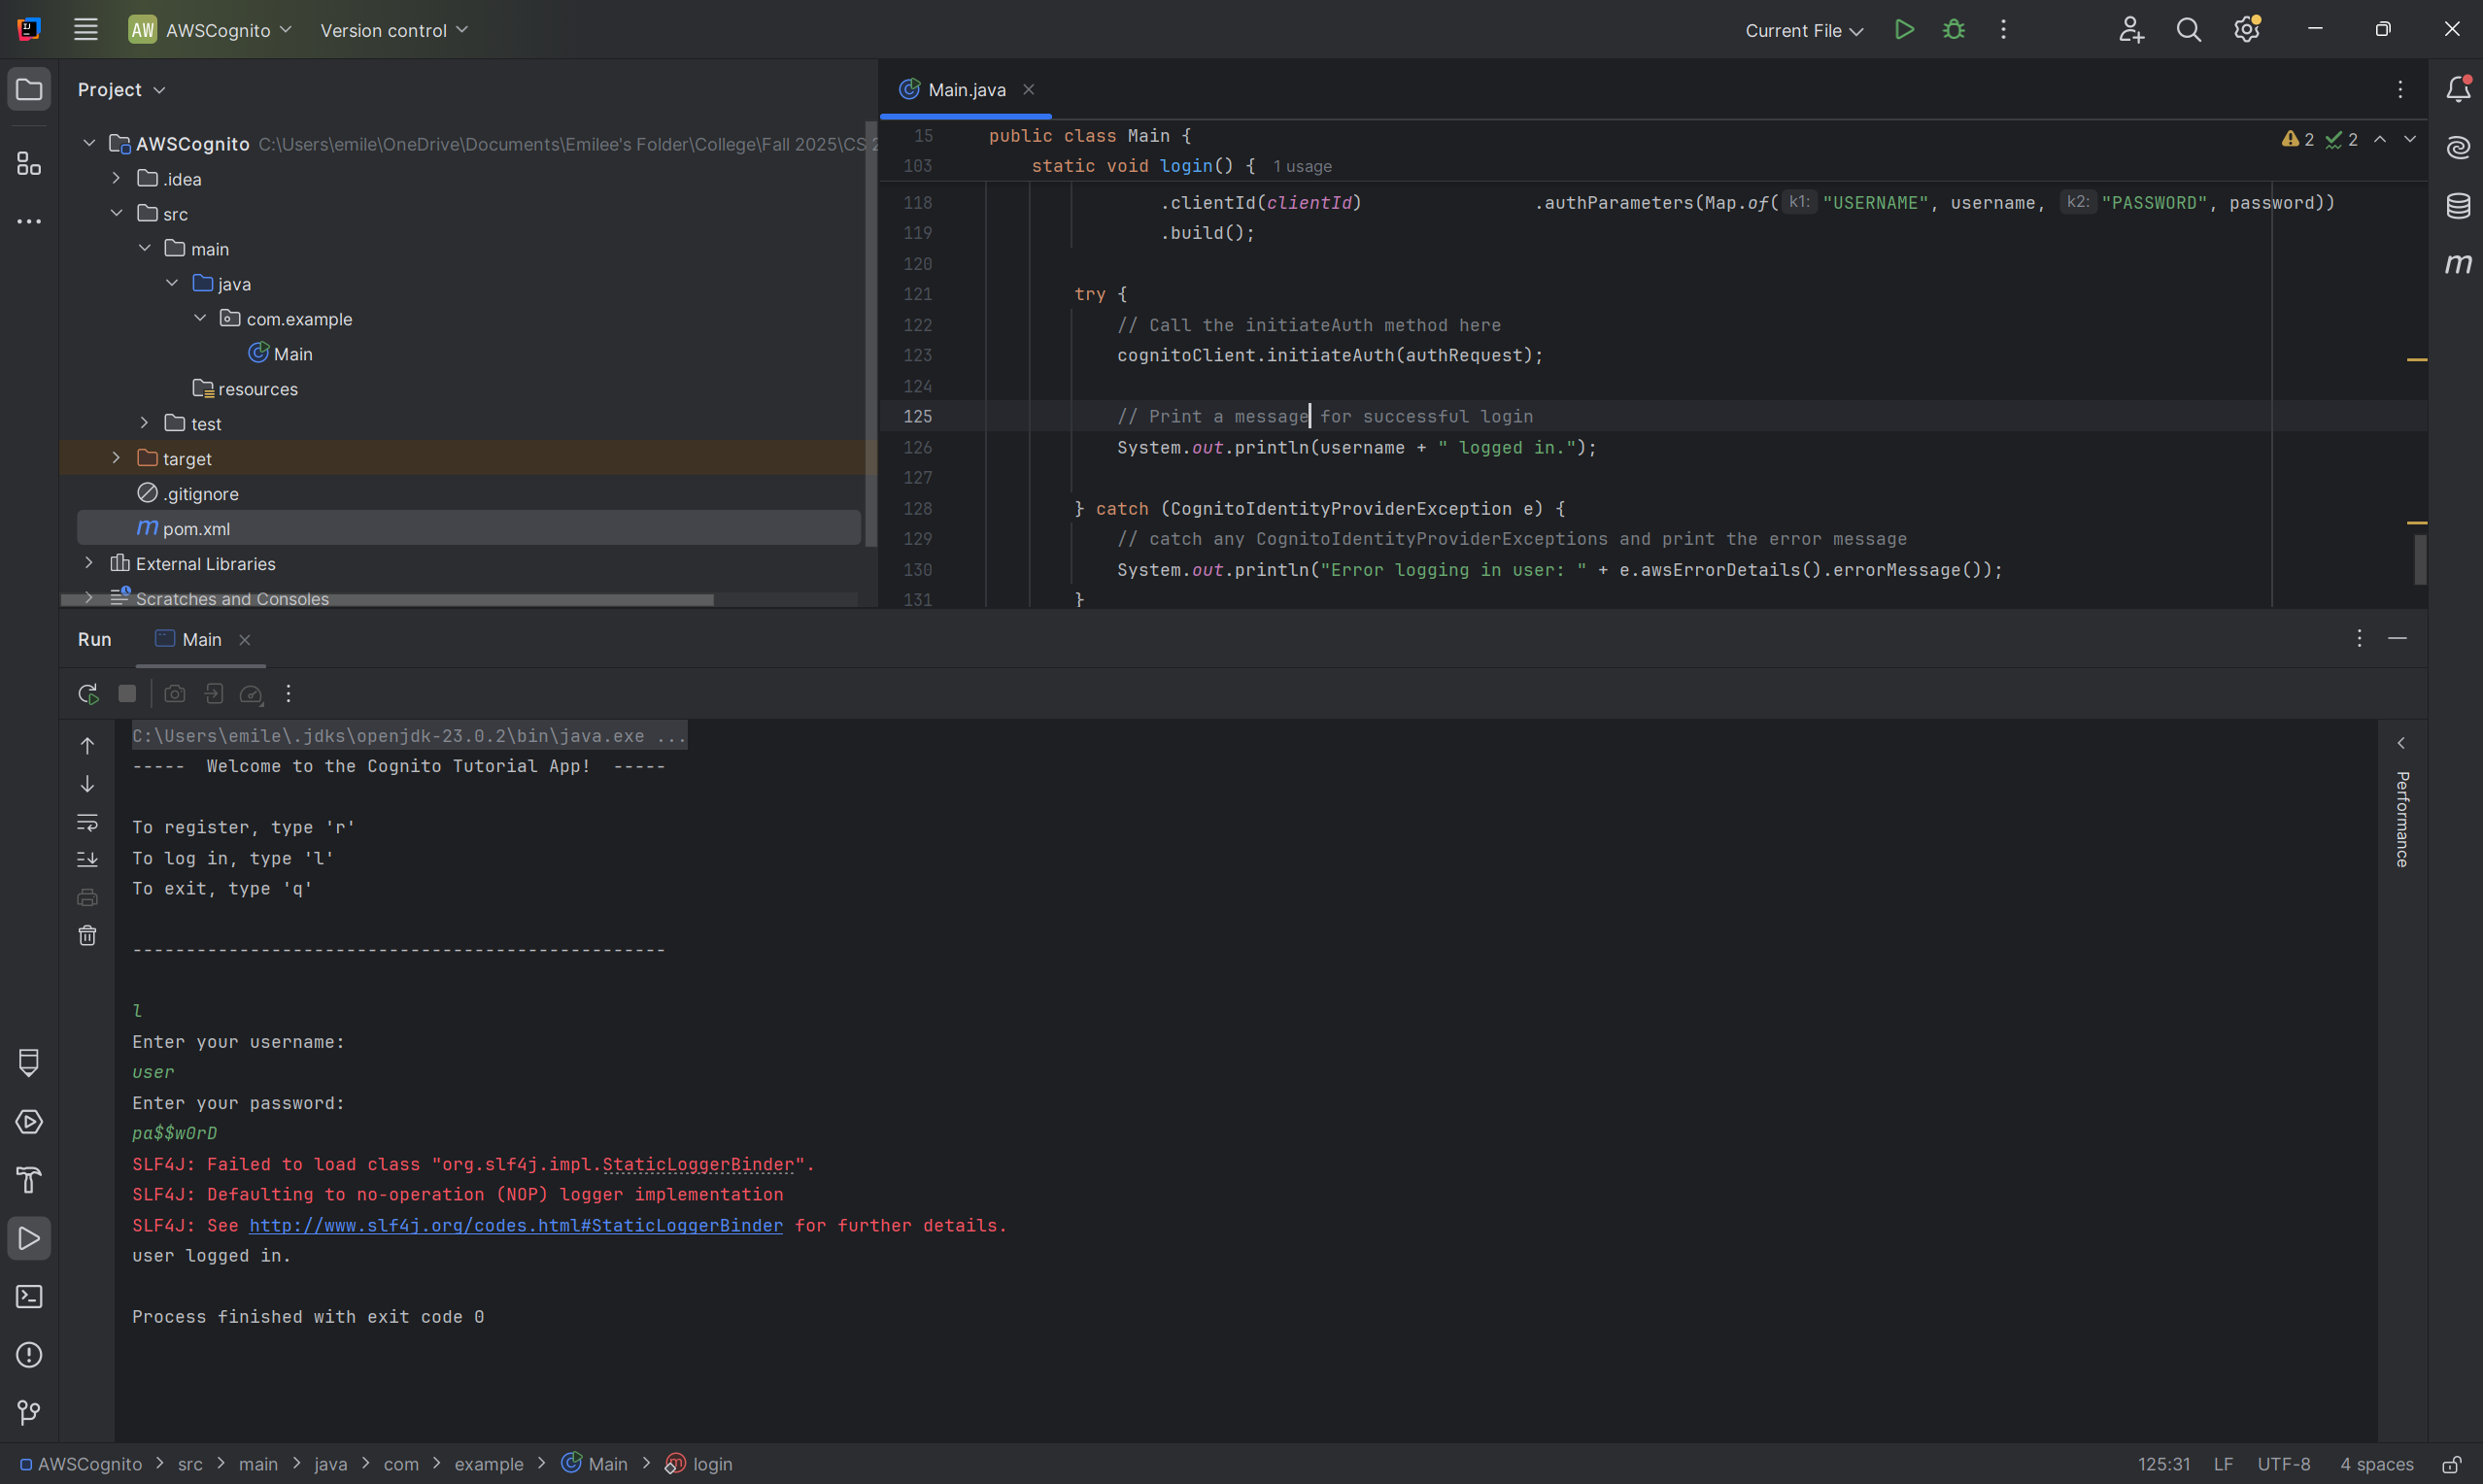 AW AWSCognito Version control Current File
Project
AWSCognito C:\Users\emile\OneDrive\Documents\Emilee's Folder\College\Fall 2025\CS 2
.idea
src
main
java
com.example
Main
resources
test
target
.gitignore
m pom.xml
External Libraries
Scratches and Consoles
Main.java
2 2
15 public class Main {
103 static void login() { 1 usage
118 .clientId(clientId) .authParameters(Map.of( k1: "USERNAME", username, k2: "PASSWORD", password))
119 .build();
120
121 try {
122 // Call the initiateAuth method here
123 cognitoClient.initiateAuth(authRequest);
124
125 // Print a message for successful login
126 System.out.println(username + " logged in.");
127
128 } catch (CognitoIdentityProviderException e) {
129 // catch any CognitoIdentityProviderExceptions and print the error message
130 System.out.println("Error logging in user: " + e.awsErrorDetails().errorMessage());
131 }
m
Run Main
C:\Users\emile\.jdks\openjdk-23.0.2\bin\java.exe ...
----- Welcome to the Cognito Tutorial App! -----
To register, type 'r'
To log in, type 'l'
To exit, type 'q'
--------------------------------------------------
l
Enter your username:
user
Enter your password:
pa$$w0rD
SLF4J: Failed to load class "org.slf4j.impl.StaticLoggerBinder".
SLF4J: Defaulting to no-operation (NOP) logger implementation
SLF4J: See http://www.slf4j.org/codes.html#StaticLoggerBinder for further details.
user logged in.
Process finished with exit code 0
Performance
AWSCognito > src > main > java > com > example > Main > login
125:31 LF UTF-8 4 spaces